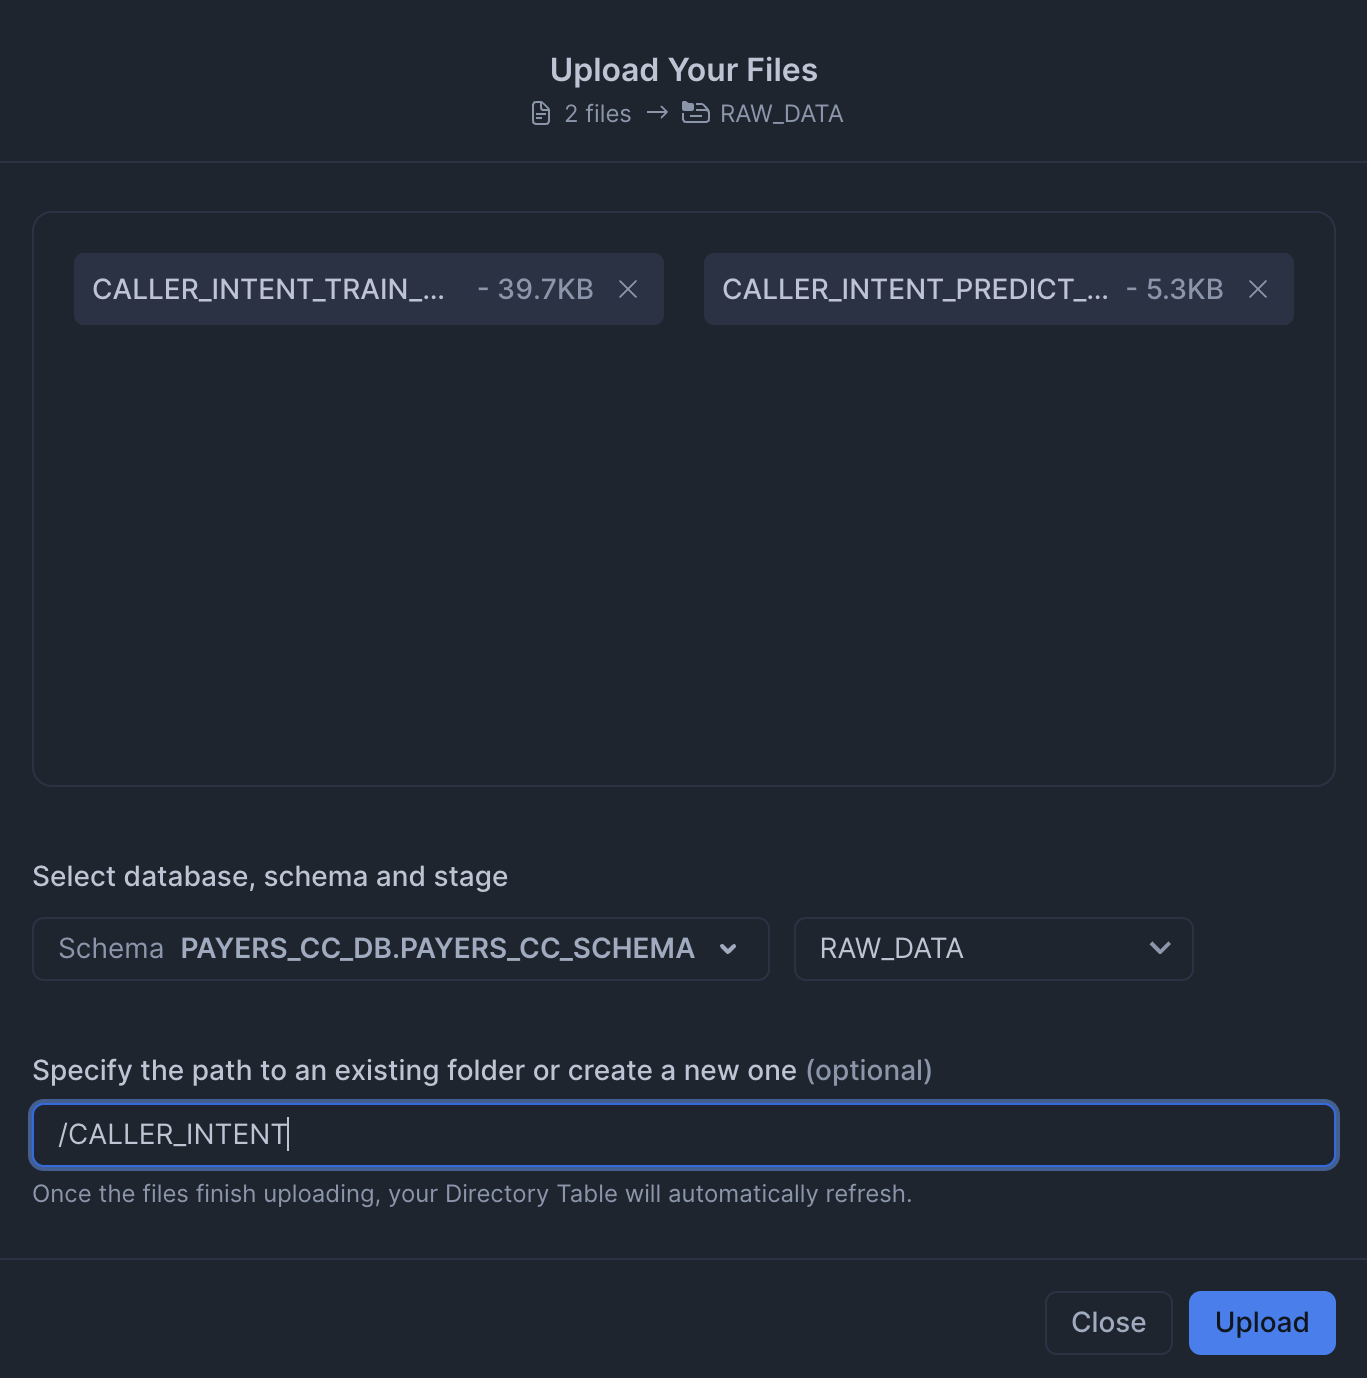 Upload Your Files
2 files → RAW_DATA
CALLER_INTENT_TRAIN_... - 39.7KB
CALLER_INTENT_PREDICT_... - 5.3KB
Select database, schema and stage
Schema PAYERS_CC_DB.PAYERS_CC_SCHEMA
RAW_DATA
Specify the path to an existing folder or create a new one (optional)
/CALLER_INTENT
Once the files finish uploading, your Directory Table will automatically refresh.
Close
Upload